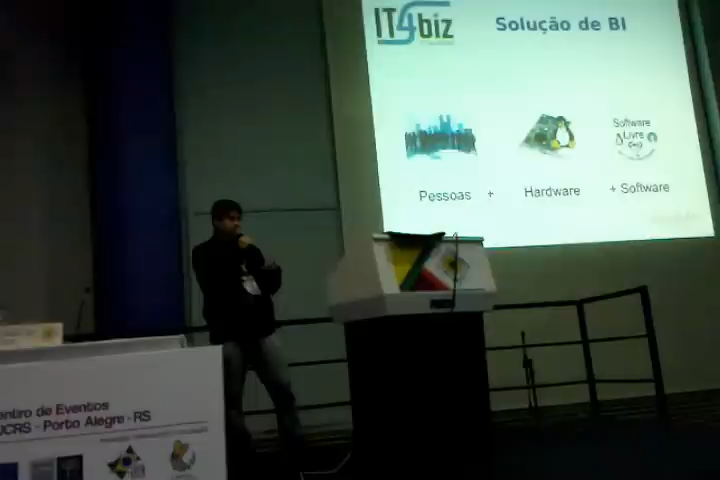 IT4biz
Solução de BI
Software
Livre
Pessoas + Hardware + Software
entro de Eventos
UCRS - Porto Alegre - RS